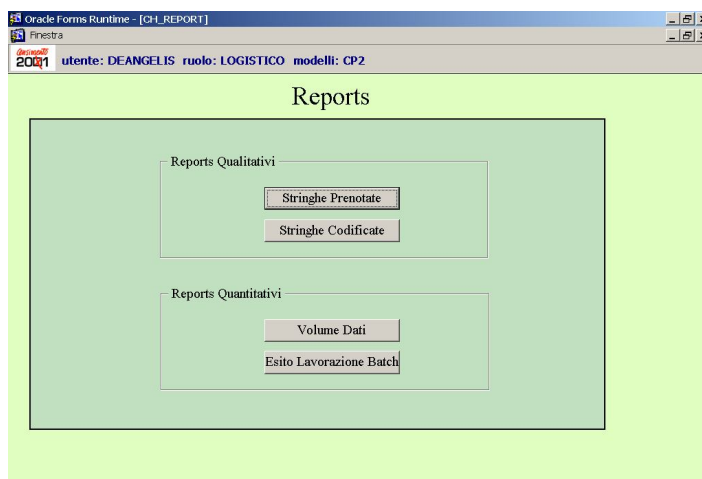 Oracle Forms Runtime - [CH_REPORT]
Finestra
Censimento
2001 utente: DEANGELIS ruolo: LOGISTICO modelli: CP2
Reports
Reports Qualitativi
Stringhe Prenotate
Stringhe Codificate
Reports Quantitativi
Volume Dati
Esito Lavorazione Batch